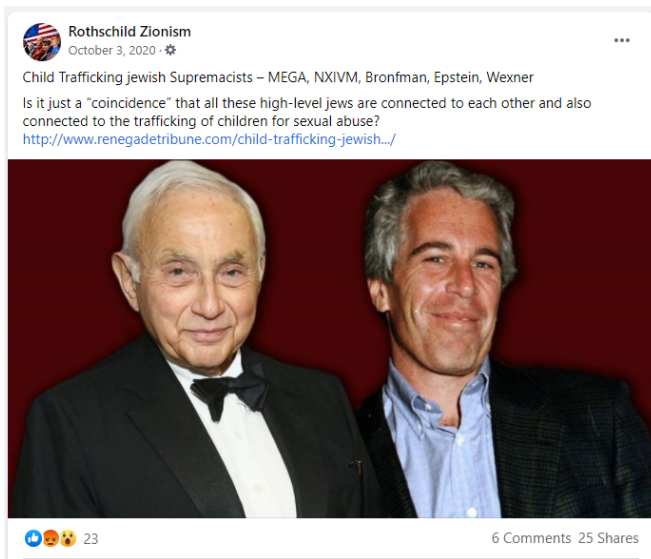 Rothschild Zionism
October 3, 2020 ·
Child Trafficking jewish Supremacists – MEGA, NXIVM, Bronfman, Epstein, Wexner
Is it just a “coincidence” that all these high-level jews are connected to each other and also
connected to the trafficking of children for sexual abuse?
http://www.renegadetribune.com/child-trafficking-jewish.../
23
6 Comments 25 Shares